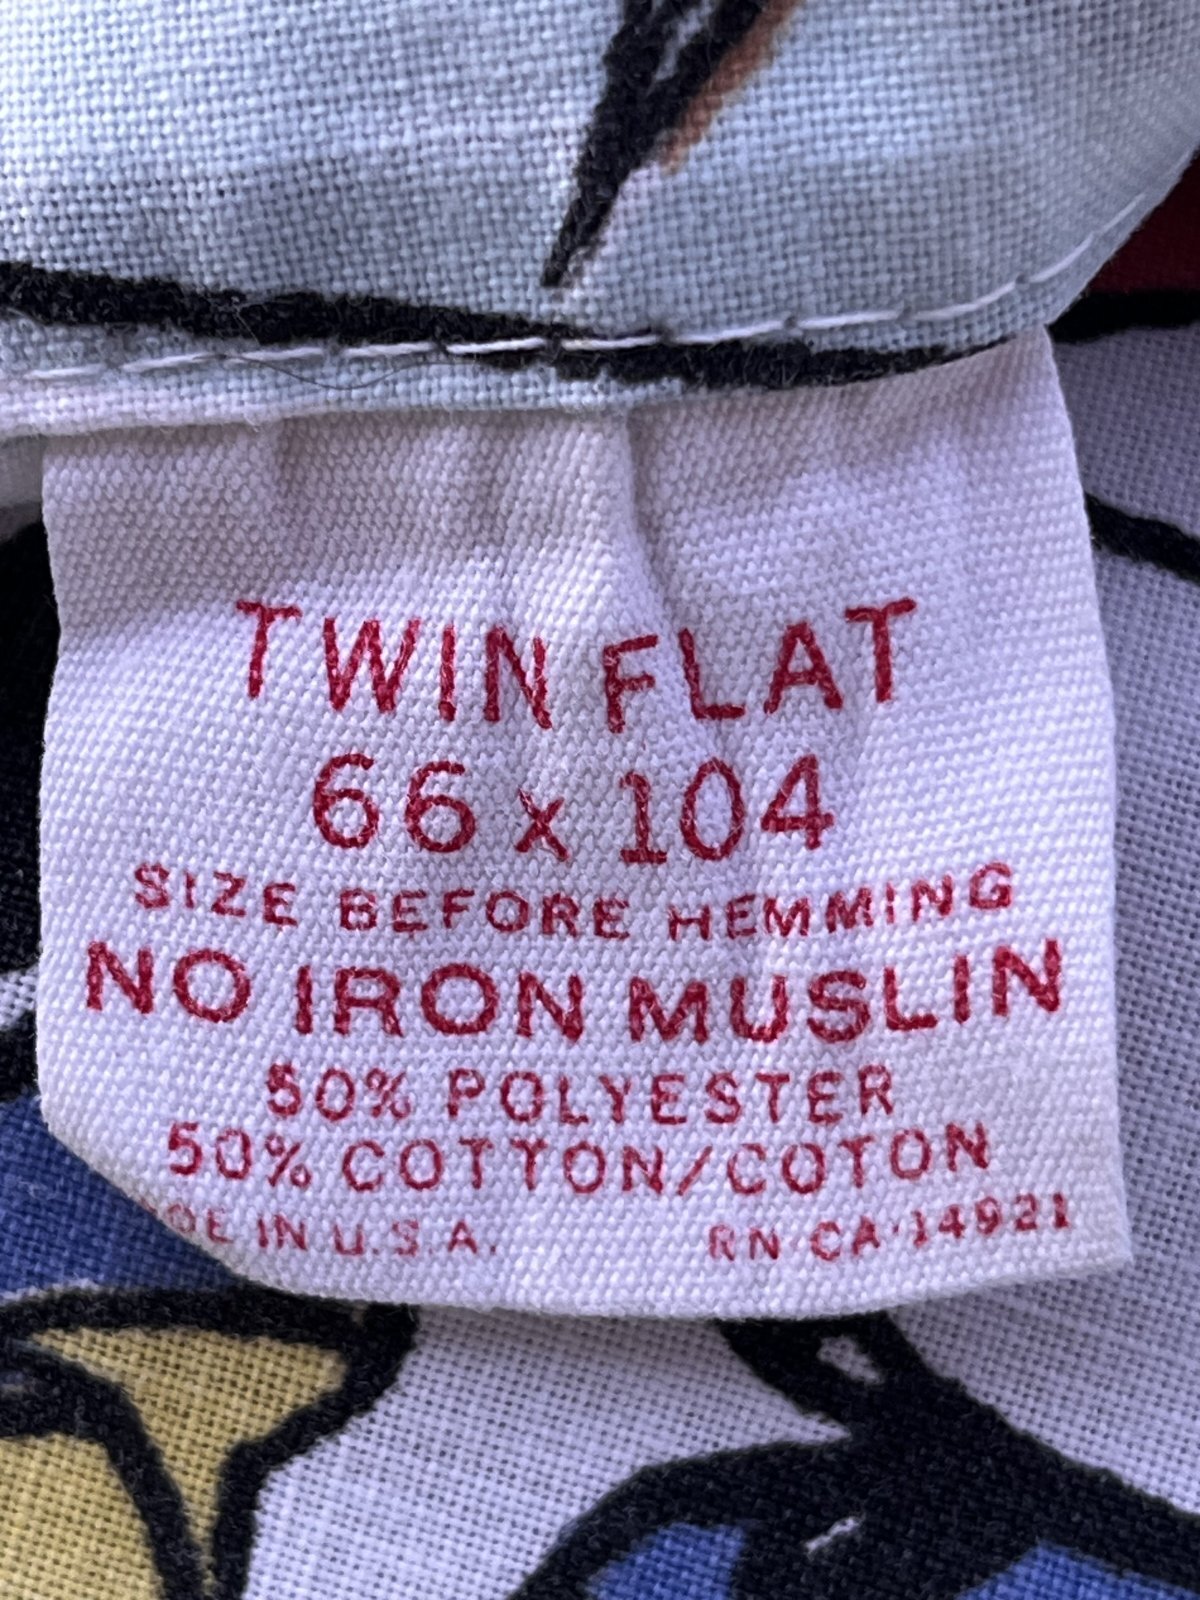 TWIN FLAT
66 x 104
SIZE BEFORE HEMMING
NO IRON MUSLIN
50% POLYESTER
50% COTTON/COTON
IN U.S.A. RN/CA-14921